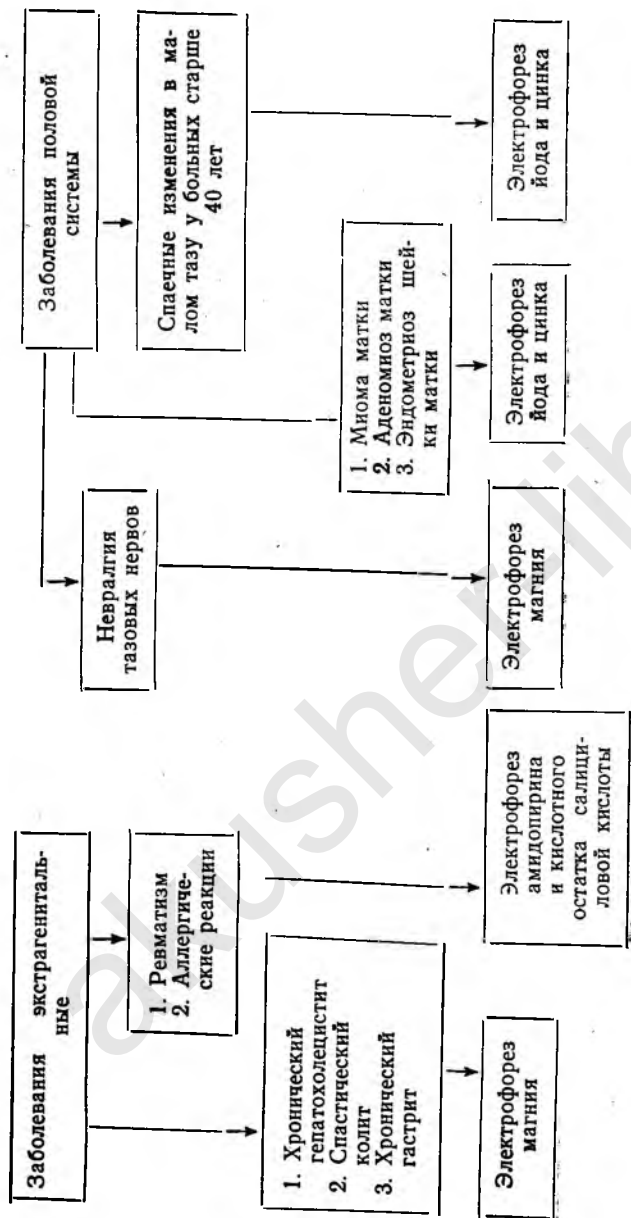 Заболевания экстрагениталь-
ные
1. Ревматизм
2. Аллергиче-
ские реакции
1. Хронический
гепатохолецистит
2. Спастический
колит
3. Хронический
гастрит
Электрофорез
магния
Электрофорез
амидопирина
и кислотного
остатка салици-
ловой кислоты
Заболевания половой
системы
Невралгия
тазовых нервов
Спаечные изменения в ма-
лом тазу у больных старше
40 лет
1. Миома матки
2. Аденомиоз матки
3. Эндометриоз шей-
ки матки
Электрофорез
магния
Электрофорез
йода и цинка
Электрофорез
йода и цинка
akusher-lib